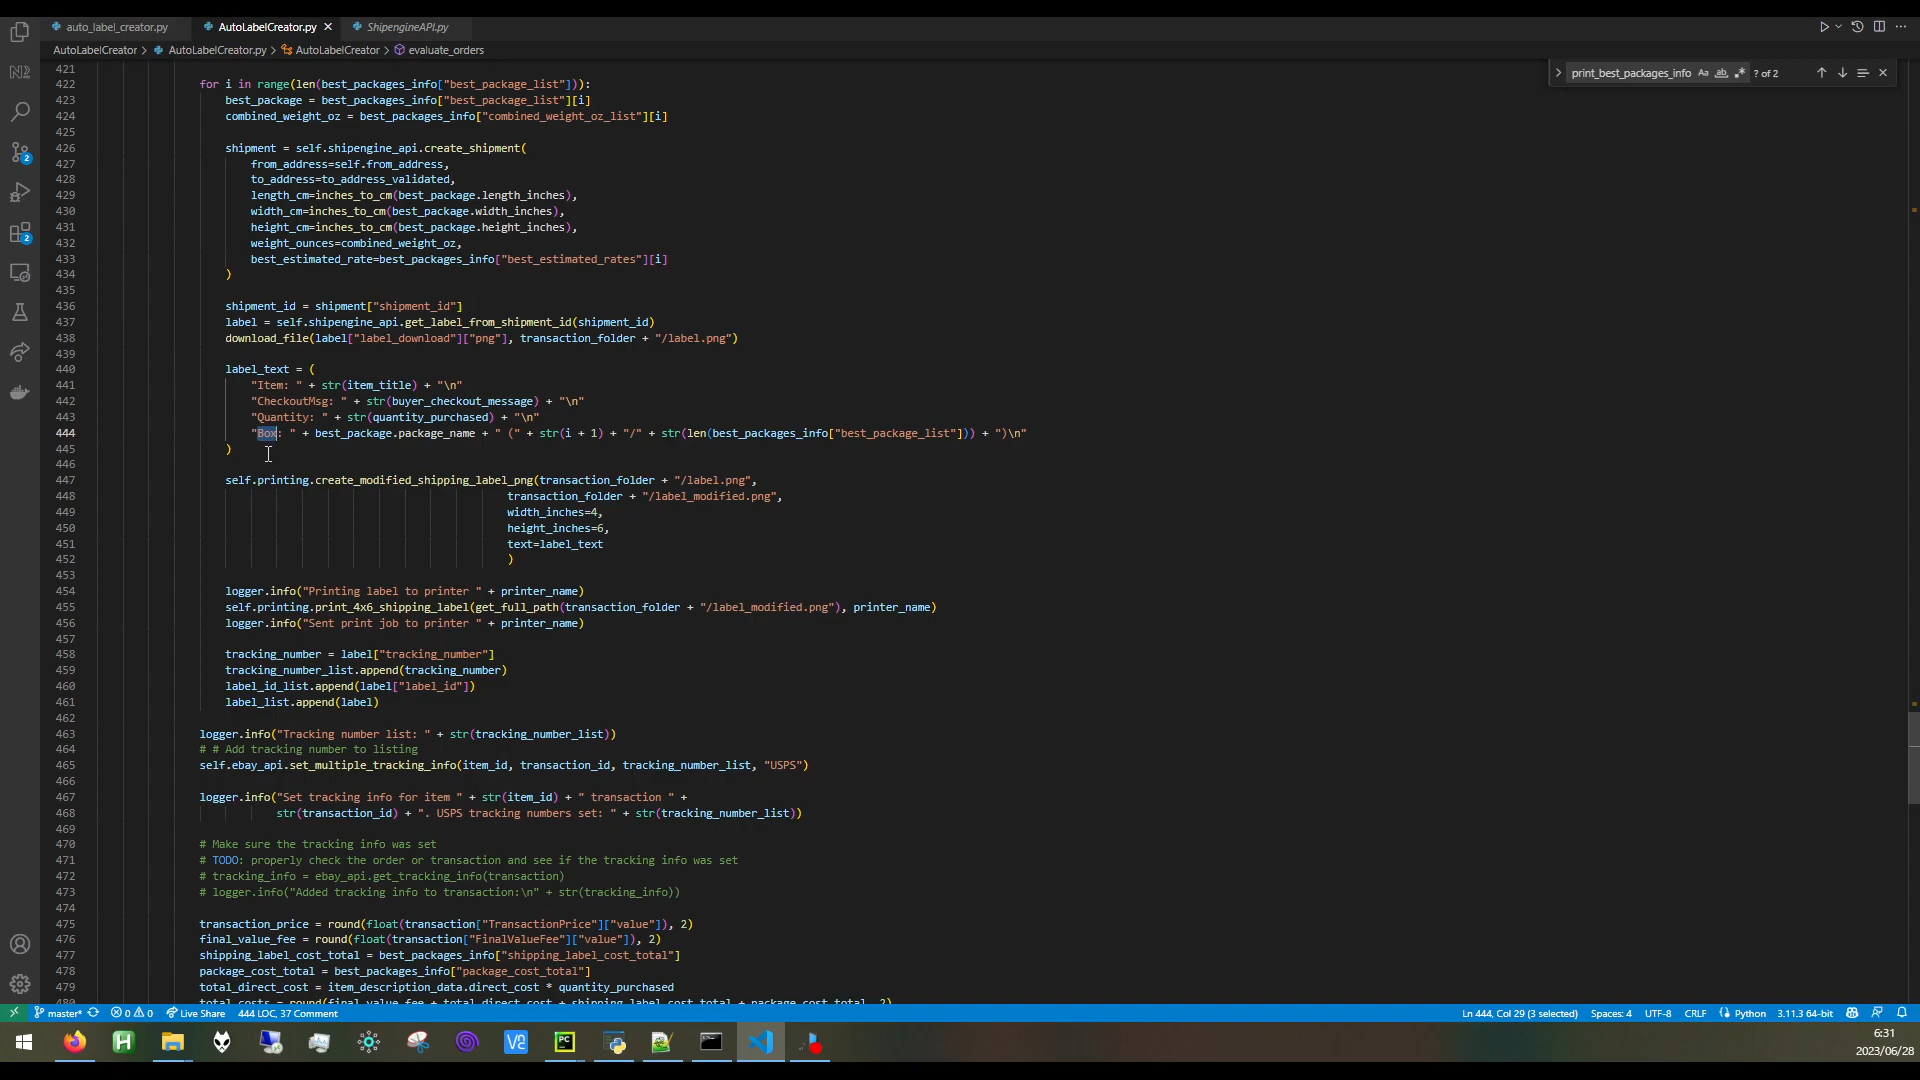 auto_label_creator.py
AutoLabelCreator.py
ShipengineAPI.py
AutoLabelCreator > AutoLabelCreator.py > AutoLabelCreator > evaluate_orders
print_best_packages_info Aa ab .* ? of 2
421
422 for i in range(len(best_packages_info["best_package_list"])):
423 best_package = best_packages_info["best_package_list"][i]
424 combined_weight_oz = best_packages_info["combined_weight_oz_list"][i]
425
426 shipment = self.shipengine_api.create_shipment(
427 from_address=self.from_address,
428 to_address=to_address_validated,
429 length_cm=inches_to_cm(best_package.length_inches),
430 width_cm=inches_to_cm(best_package.width_inches),
431 height_cm=inches_to_cm(best_package.height_inches),
432 weight_ounces=combined_weight_oz,
433 best_estimated_rate=best_packages_info["best_estimated_rates"][i]
434 )
435
436 shipment_id = shipment["shipment_id"]
437 label = self.shipengine_api.get_label_from_shipment_id(shipment_id)
438 download_file(label["label_download"]["png"], transaction_folder + "/label.png")
439
440 label_text = (
441 "Item: " + str(item_title) + "\n"
442 "CheckoutMsg: " + str(buyer_checkout_message) + "\n"
443 "Quantity: " + str(quantity_purchased) + "\n"
444 "Box: " + best_package.package_name + " (" + str(i + 1) + "/" + str(len(best_packages_info["best_package_list"])) + ")\n"
445 )
446
447 self.printing.create_modified_shipping_label_png(transaction_folder + "/label.png",
448 transaction_folder + "/label_modified.png",
449 width_inches=4,
450 height_inches=6,
451 text=label_text
452 )
453
454 logger.info("Printing label to printer " + printer_name)
455 self.printing.print_4x6_shipping_label(get_full_path(transaction_folder + "/label_modified.png"), printer_name)
456 logger.info("Sent print job to printer " + printer_name)
457
458 tracking_number = label["tracking_number"]
459 tracking_number_list.append(tracking_number)
460 label_id_list.append(label["label_id"])
461 label_list.append(label)
462
463 logger.info("Tracking number list: " + str(tracking_number_list))
464 # # Add tracking number to listing
465 self.ebay_api.set_multiple_tracking_info(item_id, transaction_id, tracking_number_list, "USPS")
466
467 logger.info("Set tracking info for item " + str(item_id) + " transaction " +
468 str(transaction_id) + ". USPS tracking numbers set: " + str(tracking_number_list))
469
470 # Make sure the tracking info was set
471 # TODO: properly check the order or transaction and see if the tracking info was set
472 # tracking_info = ebay_api.get_tracking_info(transaction)
473 # logger.info("Added tracking info to transaction:\n" + str(tracking_info))
474
475 transaction_price = round(float(transaction["TransactionPrice"]["value"]), 2)
476 final_value_fee = round(float(transaction["FinalValueFee"]["value"]), 2)
477 shipping_label_cost_total = best_packages_info["shipping_label_cost_total"]
478 package_cost_total = best_packages_info["package_cost_total"]
479 total_direct_cost = item_description_data.direct_cost * quantity_purchased
480 total_costs = round(final_value_fee + total_direct_cost + shipping_label_cost_total + package_cost_total, 2)
master* 0 0 Live Share 444 LOC, 37 Comment
Ln 444, Col 29 (3 selected) Spaces: 4 UTF-8 CRLF Python 3.11.3 64-bit
6:31
2023/06/28